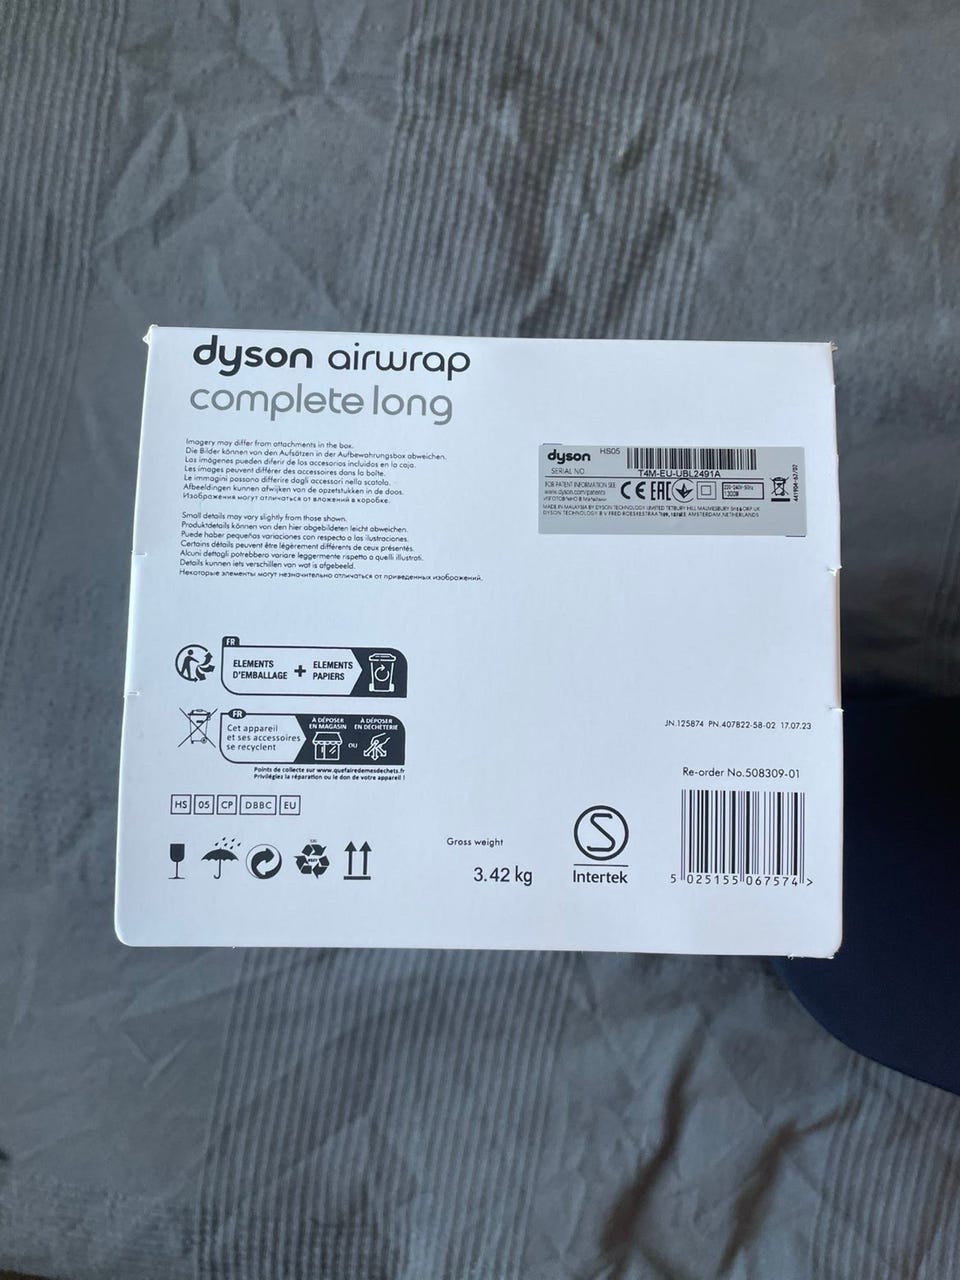 dyson airwrap
complete long
Imagery may differ from attachments in the box.
Die Bilder können von den Aufsätzen in der Aufbewahrungsbox abweichen.
Las imágenes pueden diferir de los accesorios incluidos en la caja.
Les images peuvent différer des accessoires dans la boîte.
Le immagini possono differire dagli accessori nella scatola.
Afbeeldingen kunnen afwijken van de opzetstukken in de doos.
Изображения могут отличаться от вложений в коробке.
Small details may vary slightly from those shown.
Produktdetails können von den hier abgebildeten leicht abweichen.
Puede haber pequeñas variaciones con respecto a las ilustraciones.
Certains détails peuvent être légèrement différents de ceux présentés.
Alcuni dettagli potrebbero variare leggermente rispetto a quelli illustrati.
Details kunnen iets verschillen van wat is afgebeeld.
Некоторые элементы могут незначительно отличаться от приведенных изображений.
dyson HS05
SERIAL NO. T4M-EU-UBL2491A
FOR PATENT INFORMATION SEE
www.dyson.com/patents
CE EAC
220-240V~50Hz
1300W
MADE IN MALAYSIA BY DYSON TECHNOLOGY LIMITED TETBURY HILL MALMESBURY SN16 0RP UK
DYSON TECHNOLOGY B V AMSTERDAM, NETHERLANDS
FR
ELEMENTS D'EMBALLAGE + ELEMENTS PAPIERS
FR
Cet appareil et ses accessoires se recyclent
À DÉPOSER EN MAGASIN
OU
À DÉPOSER EN DÉCHÈTERIE
Points de collecte sur www.quefairedemesdechets.fr
Privilégiez la réparation ou le don de votre appareil !
JN.125874 PN.407822-58-02 17.07.23
Re-order No.508309-01
HS 05 CP DBBC EU
Gross weight
3.42 kg
S
Intertek
5 025155 067574 >